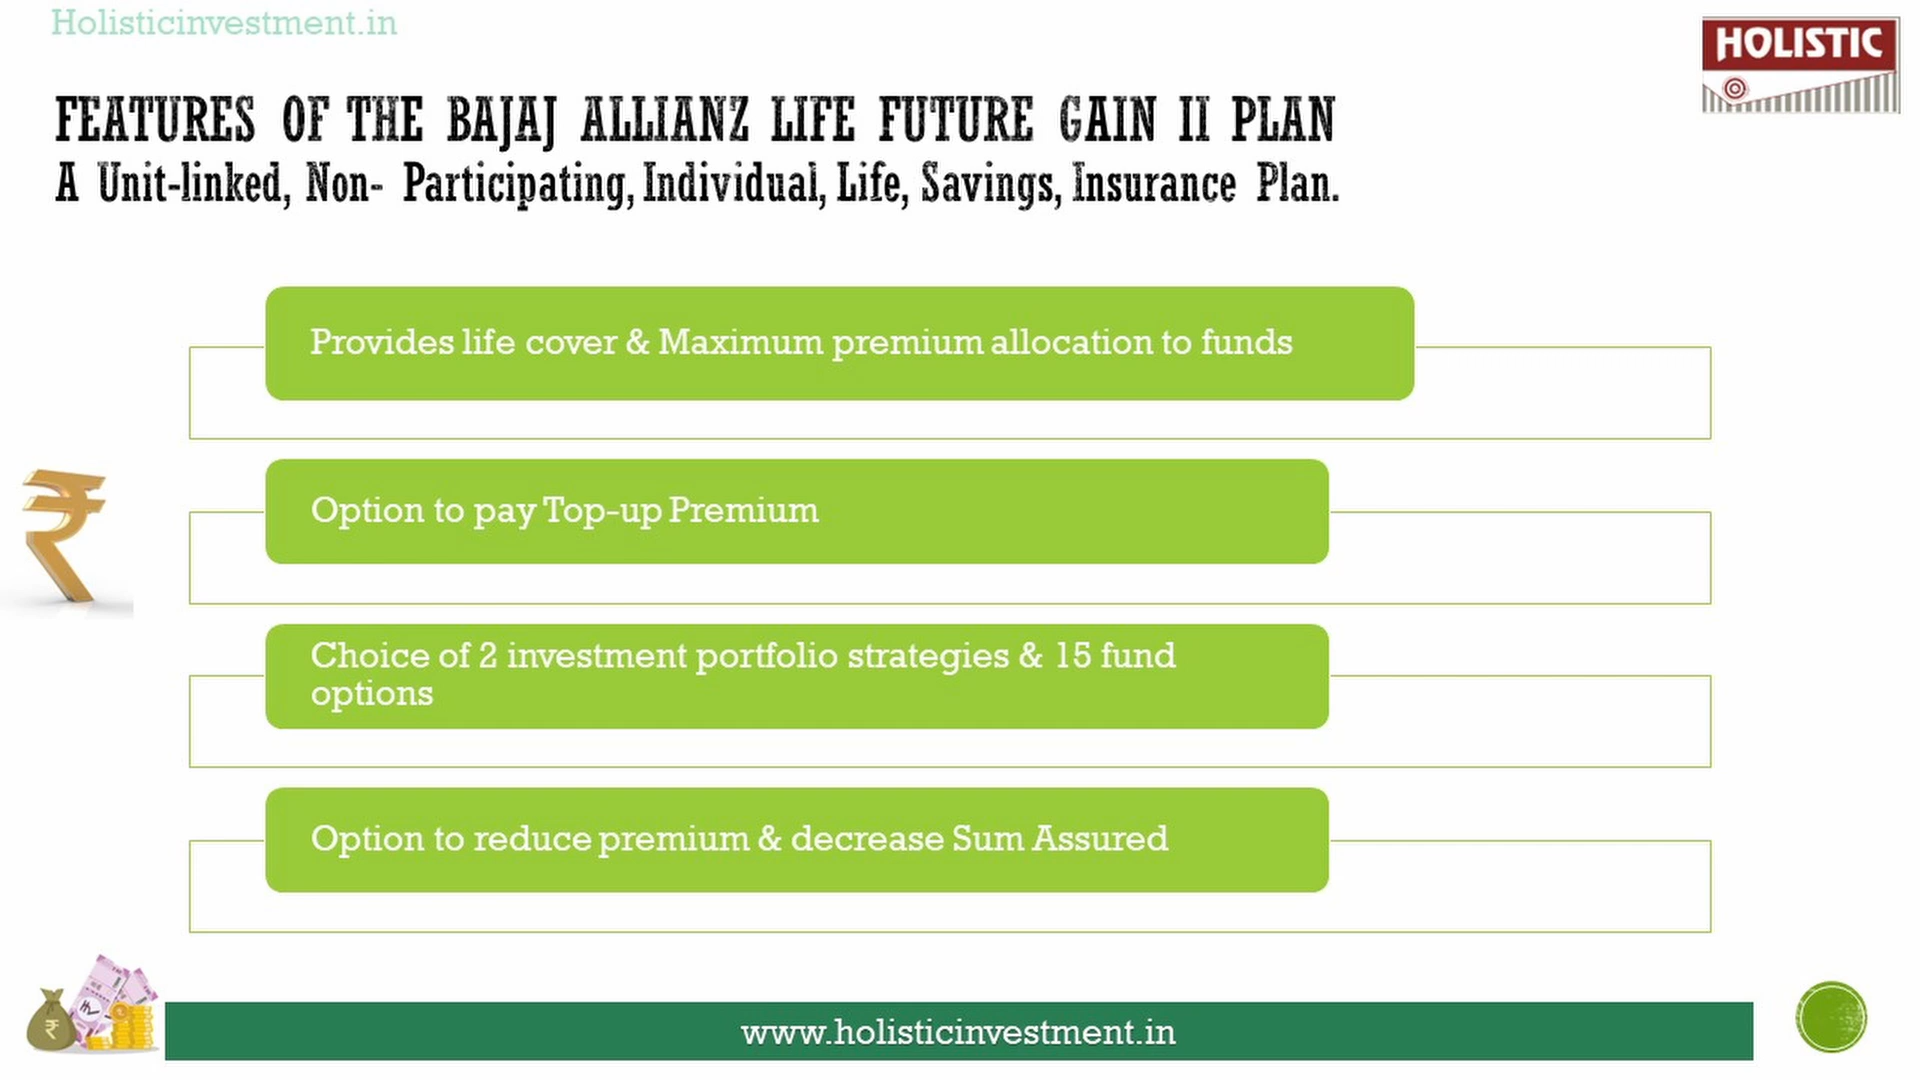 Holisticinvestment.in
HOLISTIC
FEATURES OF THE BAJAJ ALLIANZ LIFE FUTURE GAIN II PLAN
A Unit-linked, Non- Participating, Individual, Life, Savings, Insurance Plan.
Provides life cover & Maximum premium allocation to funds
Option to pay Top-up Premium
Choice of 2 investment portfolio strategies & 15 fund
options
Option to reduce premium & decrease Sum Assured
www.holisticinvestment.in